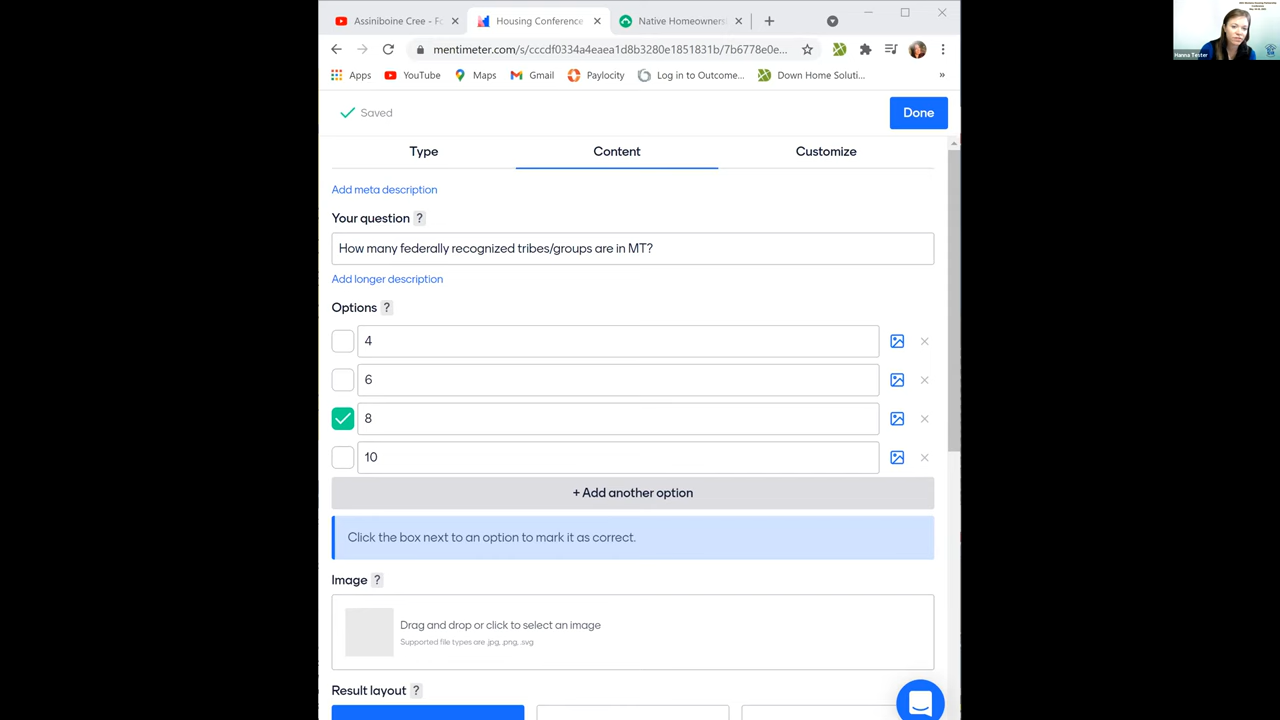 Assiniboine Cree - Fo
Housing Conference
Native Homeowners
mentimeter.com/s/cccdf0334a4eaea1d8b3280e1851831b/7b6778e0e...
Apps
YouTube
Maps
Gmail
Paylocity
Log in to Outcome...
Down Home Soluti...
»
Saved
Done
Type
Content
Customize
Add meta description
Your question ?
How many federally recognized tribes/groups are in MT?
Add longer description
Options ?
4
6
8
10
+ Add another option
Click the box next to an option to mark it as correct.
Image ?
Drag and drop or click to select an image
Supported file types are .jpg, .png, .svg
Result layout ?
Hanna Tester